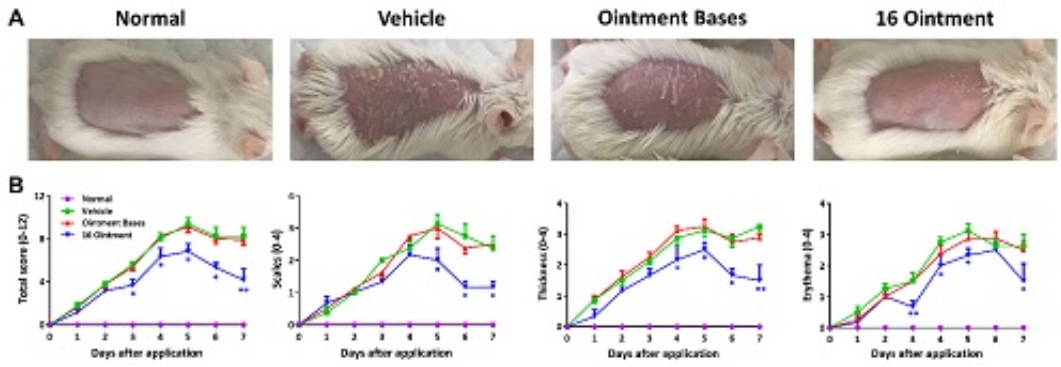 A
Normal
Vehicle
Ointment Bases
16 Ointment
B
Total score (0-12)
12
8
4
0
Normal
Vehicle
Ointment Bases
16 Ointment
0 1 2 3 4 5 6 7
Days after application
Scales (0-4)
4
3
2
1
0
0 1 2 3 4 5 6 7
Days after application
Thickness (0-4)
4
3
2
1
0
0 1 2 3 4 5 6 7
Days after application
Erythema (0-4)
4
3
2
1
0
0 1 2 3 4 5 6 7
Days after application